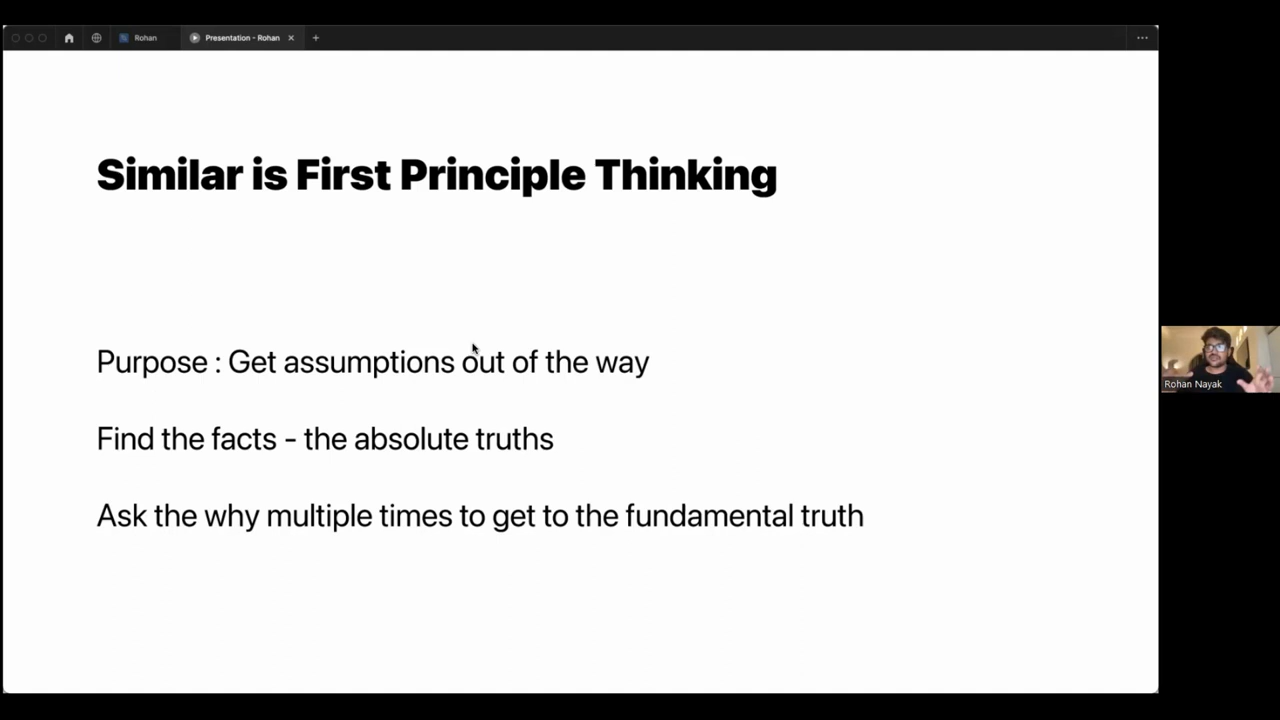 Rohan
Presentation - Rohan
Similar is First Principle Thinking
Purpose : Get assumptions out of the way
Find the facts - the absolute truths
Ask the why multiple times to get to the fundamental truth
Rohan Nayak